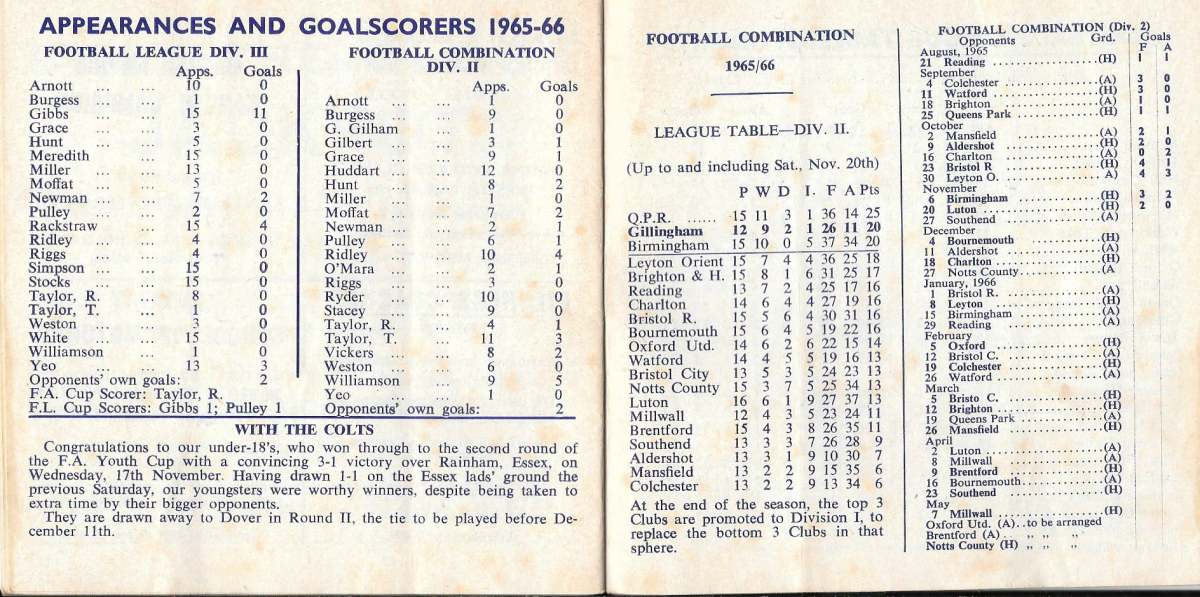 APPEARANCES AND GOALSCORERS 1965-66
FOOTBALL LEAGUE DIV. III
Apps. Goals
Arnott ... ... 10 0
Burgess ... ... 1 0
Gibbs ... ... 15 11
Grace ... ... 3 0
Hunt ... ... 5 0
Meredith ... 15 0
Miller ... ... 13 0
Moffat ... ... 5 0
Newman ... ... 7 2
Pulley ... ... 2 0
Rackstraw ... 15 4
Ridley ... ... 4 0
Riggs ... ... 4 0
Simpson ... ... 15 0
Stocks ... ... 15 0
Taylor, R. ... 8 0
Taylor, T. ... 1 0
Weston ... ... 3 0
White ... ... 15 0
Williamson ... 1 0
Yeo ... ... 13 3
Opponents' own goals: 2
F.A. Cup Scorer: Taylor, R.
F.L. Cup Scorers: Gibbs 1; Pulley 1
FOOTBALL COMBINATION
DIV. II
Apps. Goals
Arnott ... ... 1 0
Burgess ... ... 9 0
G. Gilham ... 1 0
Gilbert ... ... 3 1
Grace ... ... 9 1
Huddart ... ... 12 0
Hunt ... ... 8 2
Miller ... ... 1 0
Moffat ... ... 7 2
Newman ... ... 2 1
Pulley ... ... 6 1
Ridley ... ... 10 4
O'Mara ... ... 2 1
Riggs ... ... 3 0
Ryder ... ... 10 0
Stacey ... ... 9 0
Taylor, R. ... 4 1
Taylor, T. ... 11 3
Vickers ... ... 8 2
Weston ... ... 6 0
Williamson ... 9 5
Yeo ... ... 1 0
Opponents' own goals: 2
WITH THE COLTS
Congratulations to our under-18's, who won through to the second round of
the F.A. Youth Cup with a convincing 3-1 victory over Rainham, Essex, on
Wednesday, 17th November. Having drawn 1-1 on the Essex lads' ground the
previous Saturday, our youngsters were worthy winners, despite being taken to
extra time by their bigger opponents.
They are drawn away to Dover in Round II, the tie to be played before De-
cember 11th.
FOOTBALL COMBINATION
1965/66
LEAGUE TABLE—DIV. II.
(Up to and including Sat., Nov. 20th)
P W D L F A Pts
Q.P.R. ...... 15 11 3 1 36 14 25
Gillingham 12 9 2 1 26 11 20
Birmingham 15 10 0 5 37 34 20
Leyton Orient 15 7 4 4 36 25 18
Brighton & H. 15 8 1 6 31 25 17
Reading 13 7 2 4 25 17 16
Charlton 14 6 4 4 27 19 16
Bristol R. 15 5 6 4 30 31 16
Bournemouth 15 6 4 5 19 22 16
Oxford Utd. 14 6 2 6 22 15 14
Watford 14 4 5 5 19 16 13
Bristol City 13 5 3 5 24 23 13
Notts County 15 3 7 5 25 34 13
Luton 16 6 1 9 27 37 13
Millwall 12 4 3 5 23 24 11
Brentford 15 4 3 8 26 35 11
Southend 13 3 3 7 26 28 9
Aldershot 13 3 1 9 10 30 7
Mansfield 13 2 2 9 15 35 6
Colchester 13 2 2 9 13 34 6
At the end of the season, the top 3
Clubs are promoted to Division I, to
replace the bottom 3 Clubs in that
sphere.
FOOTBALL COMBINATION (Div. 2)
Opponents Grd. Goals
F A
August, 1965
21 Reading (H) 1 1
September
4 Colchester (A) 3 0
11 Watford (H) 3 0
18 Brighton (A) 1 0
25 Queens Park (H) 1 1
October
2 Mansfield (A) 2 1
9 Aldershot (H) 2 0
16 Charlton (A) 0 2
23 Bristol R (H) 4 1
30 Leyton O. A) 4 3
November
6 Birmingham (H) 3 2
20 Luton (H) 2 0
27 Southend (A)
December
4 Bournemouth (H)
11 Aldershot (A)
18 Charlton (H)
27 Notts County (A
January, 1966
1 Bristol R. (A)
8 Leyton (H)
15 Birmingham (A)
29 Reading (A)
February
5 Oxford (H)
12 Bristol C. (A)
19 Colchester (H)
26 Watford (A)
March
5 Bristo C. (H)
12 Brighton (H)
19 Queens Park (A)
26 Mansfield (H)
April
2 Luton (A)
8 Millwall (A)
9 Brentford (H)
16 Bournemouth (A)
23 Southend (H)
May
7 Millwall (H)
Oxford Utd. (A)..to be arranged
Brentford (A).. ,, ,, ,,
Notts County (H) ,, ,, ,,